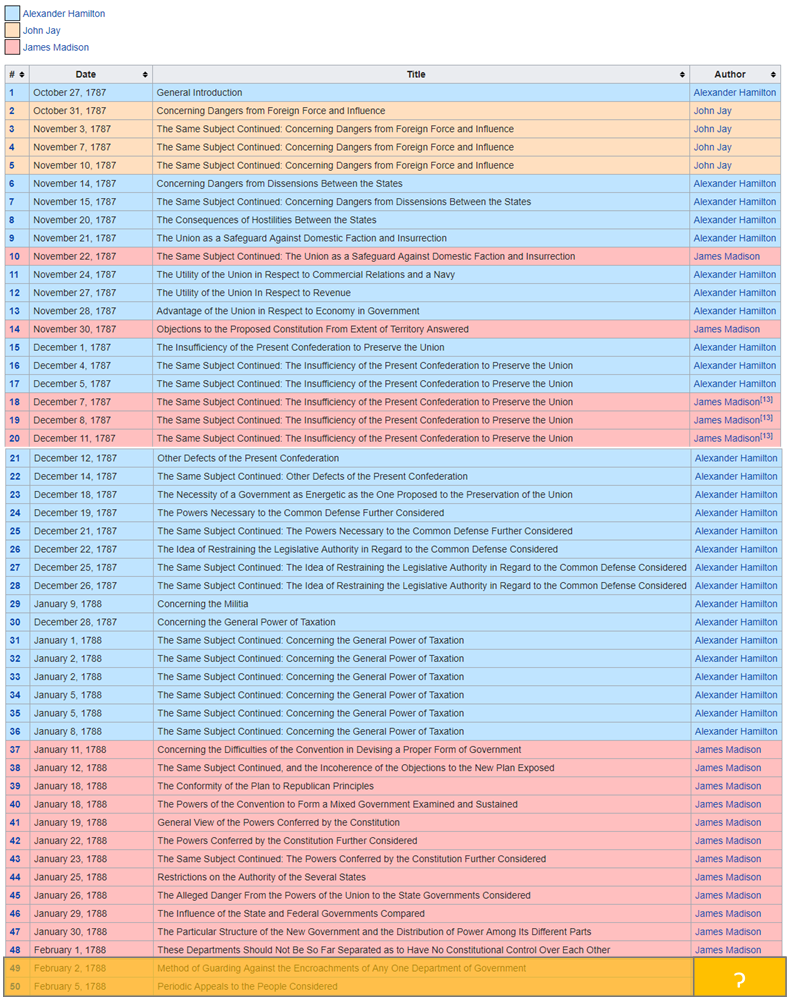 Alexander Hamilton
John Jay
James Madison
# Date Title Author
1 October 27, 1787 General Introduction Alexander Hamilton
2 October 31, 1787 Concerning Dangers from Foreign Force and Influence John Jay
3 November 3, 1787 The Same Subject Continued: Concerning Dangers from Foreign Force and Influence John Jay
4 November 7, 1787 The Same Subject Continued: Concerning Dangers from Foreign Force and Influence John Jay
5 November 10, 1787 The Same Subject Continued: Concerning Dangers from Foreign Force and Influence John Jay
6 November 14, 1787 Concerning Dangers from Dissensions Between the States Alexander Hamilton
7 November 15, 1787 The Same Subject Continued: Concerning Dangers from Dissensions Between the States Alexander Hamilton
8 November 20, 1787 The Consequences of Hostilities Between the States Alexander Hamilton
9 November 21, 1787 The Union as a Safeguard Against Domestic Faction and Insurrection Alexander Hamilton
10 November 22, 1787 The Same Subject Continued: The Union as a Safeguard Against Domestic Faction and Insurrection James Madison
11 November 24, 1787 The Utility of the Union in Respect to Commercial Relations and a Navy Alexander Hamilton
12 November 27, 1787 The Utility of the Union In Respect to Revenue Alexander Hamilton
13 November 28, 1787 Advantage of the Union in Respect to Economy in Government Alexander Hamilton
14 November 30, 1787 Objections to the Proposed Constitution From Extent of Territory Answered James Madison
15 December 1, 1787 The Insufficiency of the Present Confederation to Preserve the Union Alexander Hamilton
16 December 4, 1787 The Same Subject Continued: The Insufficiency of the Present Confederation to Preserve the Union Alexander Hamilton
17 December 5, 1787 The Same Subject Continued: The Insufficiency of the Present Confederation to Preserve the Union Alexander Hamilton
18 December 7, 1787 The Same Subject Continued: The Insufficiency of the Present Confederation to Preserve the Union James Madison[13]
19 December 8, 1787 The Same Subject Continued: The Insufficiency of the Present Confederation to Preserve the Union James Madison[13]
20 December 11, 1787 The Same Subject Continued: The Insufficiency of the Present Confederation to Preserve the Union James Madison[13]
21 December 12, 1787 Other Defects of the Present Confederation Alexander Hamilton
22 December 14, 1787 The Same Subject Continued: Other Defects of the Present Confederation Alexander Hamilton
23 December 18, 1787 The Necessity of a Government as Energetic as the One Proposed to the Preservation of the Union Alexander Hamilton
24 December 19, 1787 The Powers Necessary to the Common Defense Further Considered Alexander Hamilton
25 December 21, 1787 The Same Subject Continued: The Powers Necessary to the Common Defense Further Considered Alexander Hamilton
26 December 22, 1787 The Idea of Restraining the Legislative Authority in Regard to the Common Defense Considered Alexander Hamilton
27 December 25, 1787 The Same Subject Continued: The Idea of Restraining the Legislative Authority in Regard to the Common Defense Considered Alexander Hamilton
28 December 26, 1787 The Same Subject Continued: The Idea of Restraining the Legislative Authority in Regard to the Common Defense Considered Alexander Hamilton
29 January 9, 1788 Concerning the Militia Alexander Hamilton
30 December 28, 1787 Concerning the General Power of Taxation Alexander Hamilton
31 January 1, 1788 The Same Subject Continued: Concerning the General Power of Taxation Alexander Hamilton
32 January 2, 1788 The Same Subject Continued: Concerning the General Power of Taxation Alexander Hamilton
33 January 2, 1788 The Same Subject Continued: Concerning the General Power of Taxation Alexander Hamilton
34 January 5, 1788 The Same Subject Continued: Concerning the General Power of Taxation Alexander Hamilton
35 January 5, 1788 The Same Subject Continued: Concerning the General Power of Taxation Alexander Hamilton
36 January 8, 1788 The Same Subject Continued: Concerning the General Power of Taxation Alexander Hamilton
37 January 11, 1788 Concerning the Difficulties of the Convention in Devising a Proper Form of Government James Madison
38 January 12, 1788 The Same Subject Continued, and the Incoherence of the Objections to the New Plan Exposed James Madison
39 January 18, 1788 The Conformity of the Plan to Republican Principles James Madison
40 January 18, 1788 The Powers of the Convention to Form a Mixed Government Examined and Sustained James Madison
41 January 19, 1788 General View of the Powers Conferred by the Constitution James Madison
42 January 22, 1788 The Powers Conferred by the Constitution Further Considered James Madison
43 January 23, 1788 The Same Subject Continued: The Powers Conferred by the Constitution Further Considered James Madison
44 January 25, 1788 Restrictions on the Authority of the Several States James Madison
45 January 26, 1788 The Alleged Danger From the Powers of the Union to the State Governments Considered James Madison
46 January 29, 1788 The Influence of the State and Federal Governments Compared James Madison
47 January 30, 1788 The Particular Structure of the New Government and the Distribution of Power Among Its Different Parts James Madison
48 February 1, 1788 These Departments Should Not Be So Far Separated as to Have No Constitutional Control Over Each Other James Madison
49 February 2, 1788 Method of Guarding Against the Encroachments of Any One Department of Government
50 February 5, 1788 Periodic Appeals to the People Considered
?